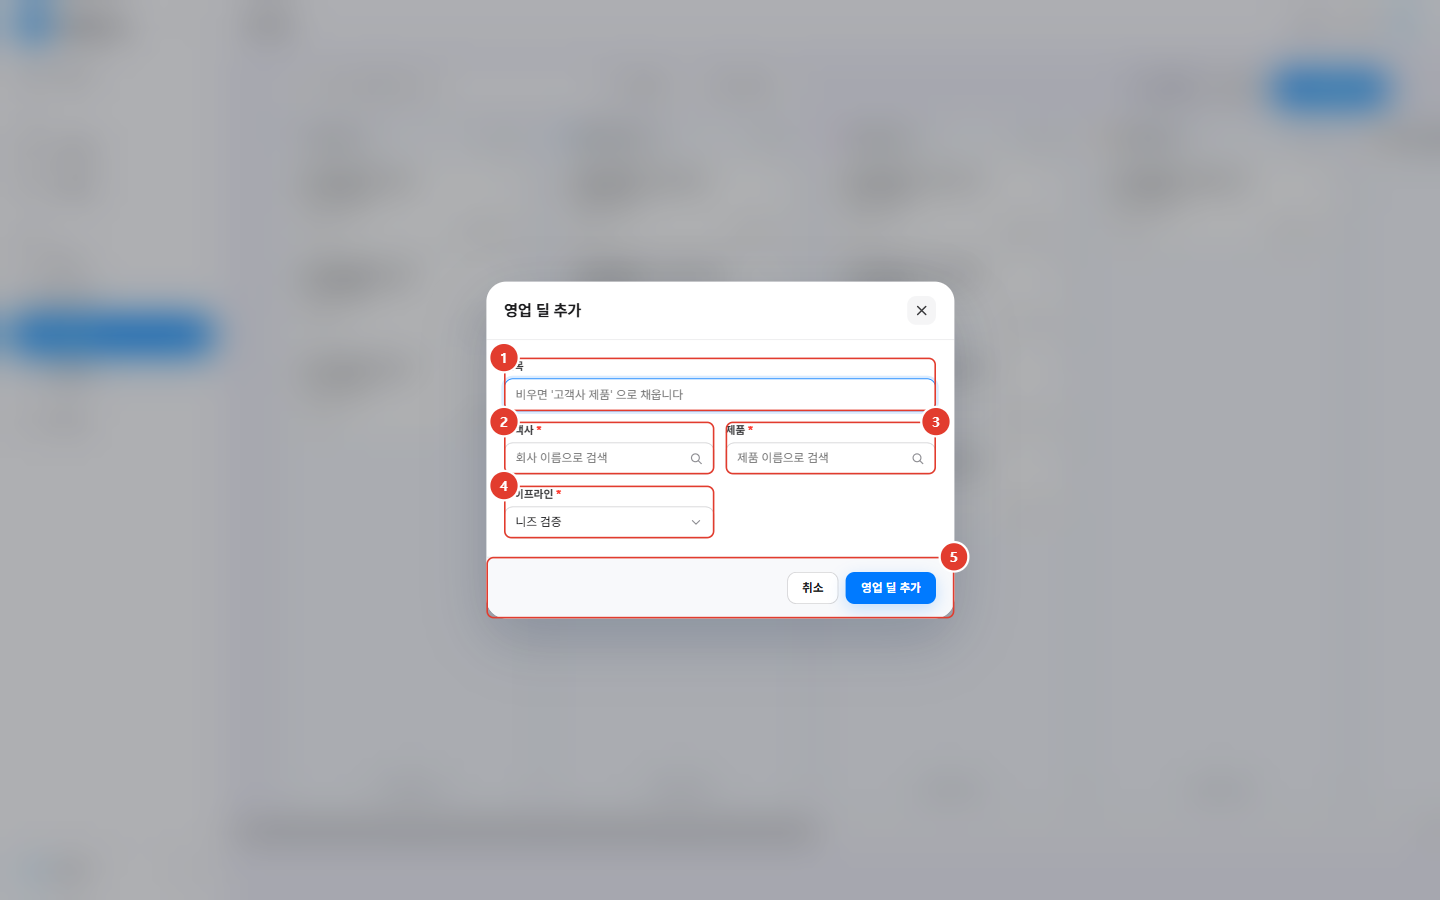 영업 딜 추가
1
비우면 '고객사 제품' 으로 채웁니다
2 *
제품 * 3
회사 이름으로 검색
제품 이름으로 검색
4 이프라인 *
니즈 검증
5
취소 영업 딜 추가